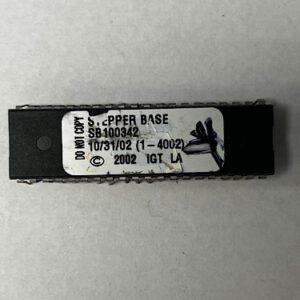 DO NOT COPY
STEPPER BASE
SB100342
10/31/02 (1-4002)
© 2002 IGT LA